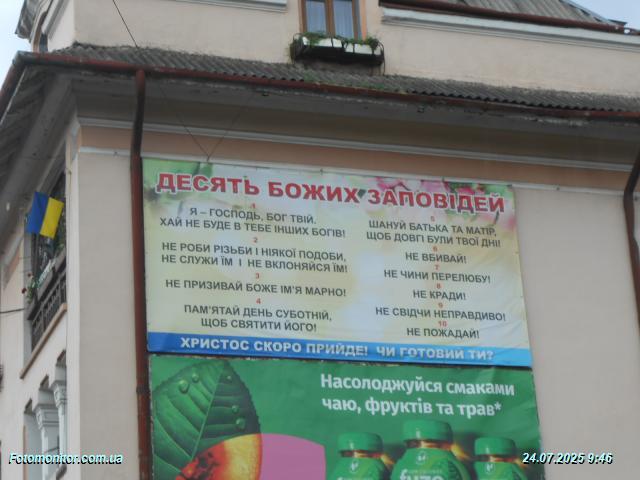 ДЕСЯТЬ БОЖИХ ЗАПОВІДЕЙ
1
Я – ГОСПОДЬ, БОГ ТВІЙ.
ХАЙ НЕ БУДЕ В ТЕБЕ ІНШИХ БОГІВ!
2
НЕ РОБИ РІЗЬБИ І НІЯКОЇ ПОДОБИ,
НЕ СЛУЖИ ЇМ І НЕ ВКЛОНЯЙСЯ ЇМ!
3
НЕ ПРИЗИВАЙ БОЖЕ ІМ'Я МАРНО!
4
ПАМ'ЯТАЙ ДЕНЬ СУБОТНІЙ,
ЩОБ СВЯТИТИ ЙОГО!
5
ШАНУЙ БАТЬКА ТА МАТІР,
ЩОБ ДОВГІ БУЛИ ТВОЇ ДНІ!
6
НЕ ВБИВАЙ!
7
НЕ ЧИНИ ПЕРЕЛЮБУ!
8
НЕ КРАДИ!
9
НЕ СВІДЧИ НЕПРАВДИВО!
10
НЕ ПОЖАДАЙ!
ХРИСТОС СКОРО ПРИЙДЕ! ЧИ ГОТОВИЙ ТИ?
Насолоджуйся смаками
чаю, фруктів та трав*
Fotomonitor.com.ua
24.07.2025 9:46